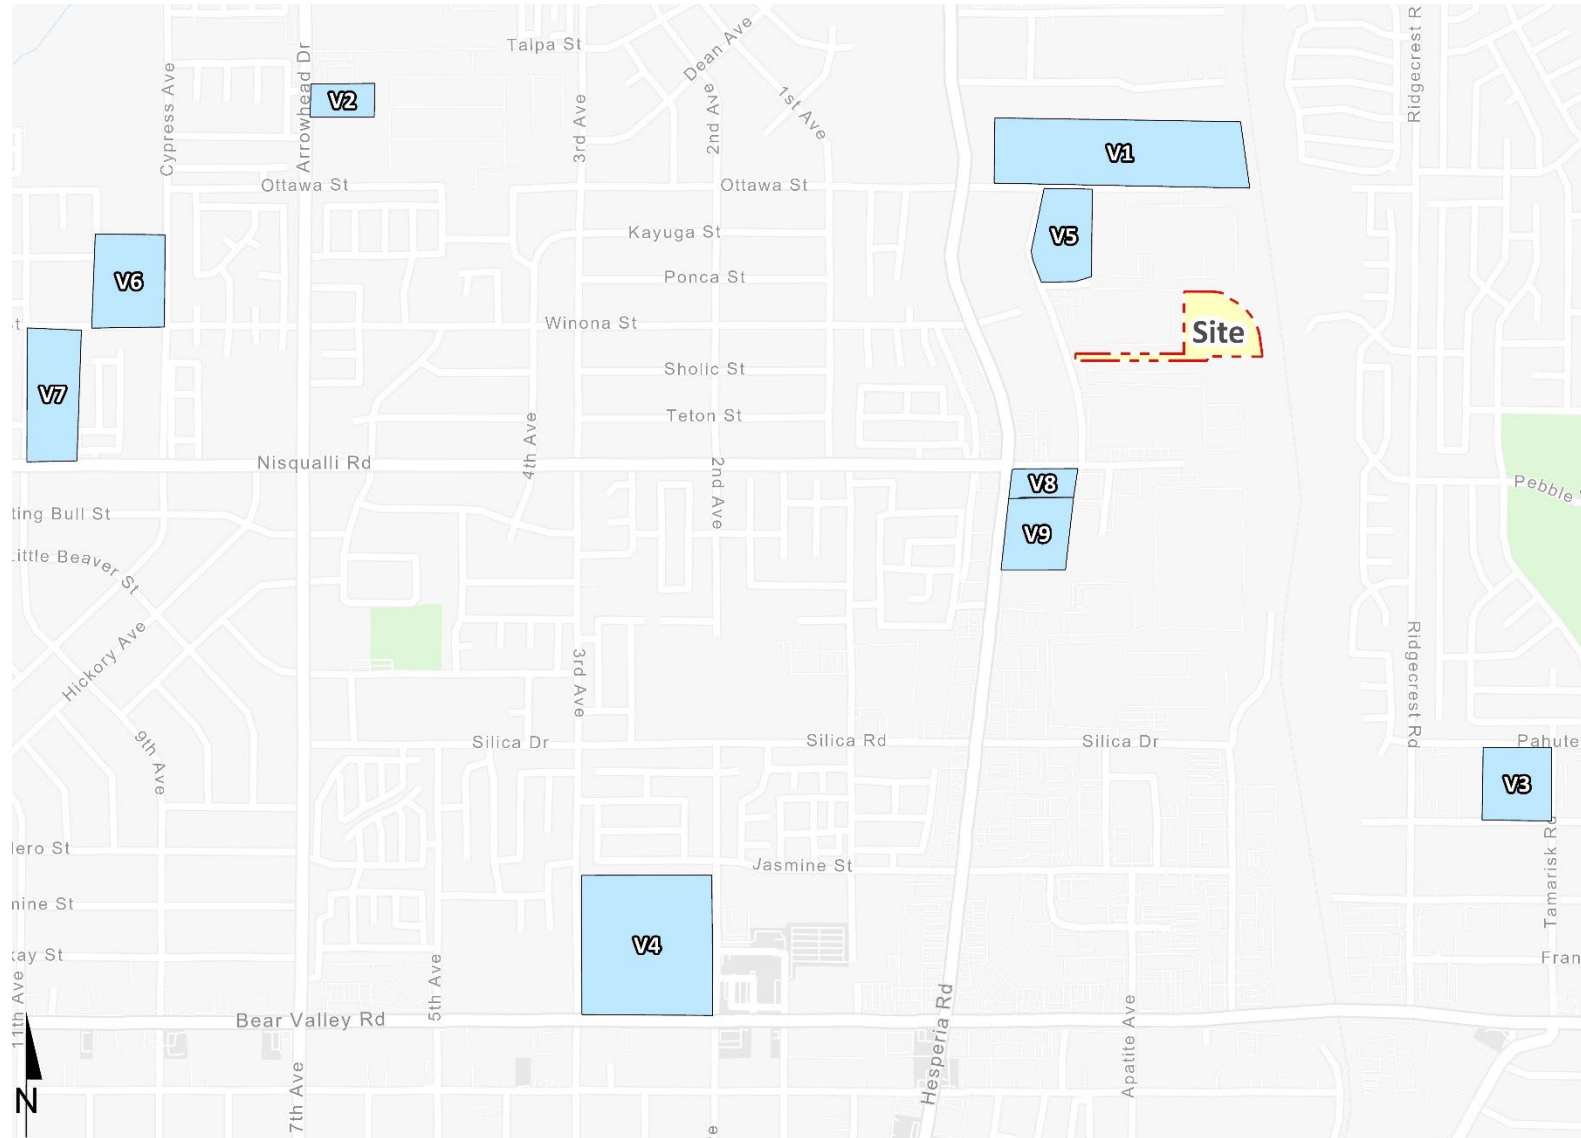 Talpa St
Dean Ave
Ridgecrest R
Arrowhead Dr
Cypress Ave
V2
3rd Ave
2nd Ave
1st Ave
V1
Ottawa St
Ottawa St
Kayuga St
V5
V6
Ponca St
t
Winona St
Site
Sholic St
V7
Teton St
4th Ave
Nisqualli Rd
2nd Ave
V8
Pebble
ting Bull St
V9
Little Beaver St
Hickory Ave
3rd Ave
Ridgecrest Rd
9th Ave
Silica Dr
Silica Rd
Silica Dr
Pahute
V3
lero St
Jasmine St
Tamarisk Rd
mine St
V4
kay St
Fran
11th Ave
5th Ave
Bear Valley Rd
Hesperia Rd
Apatite Ave
7th Ave
N
e